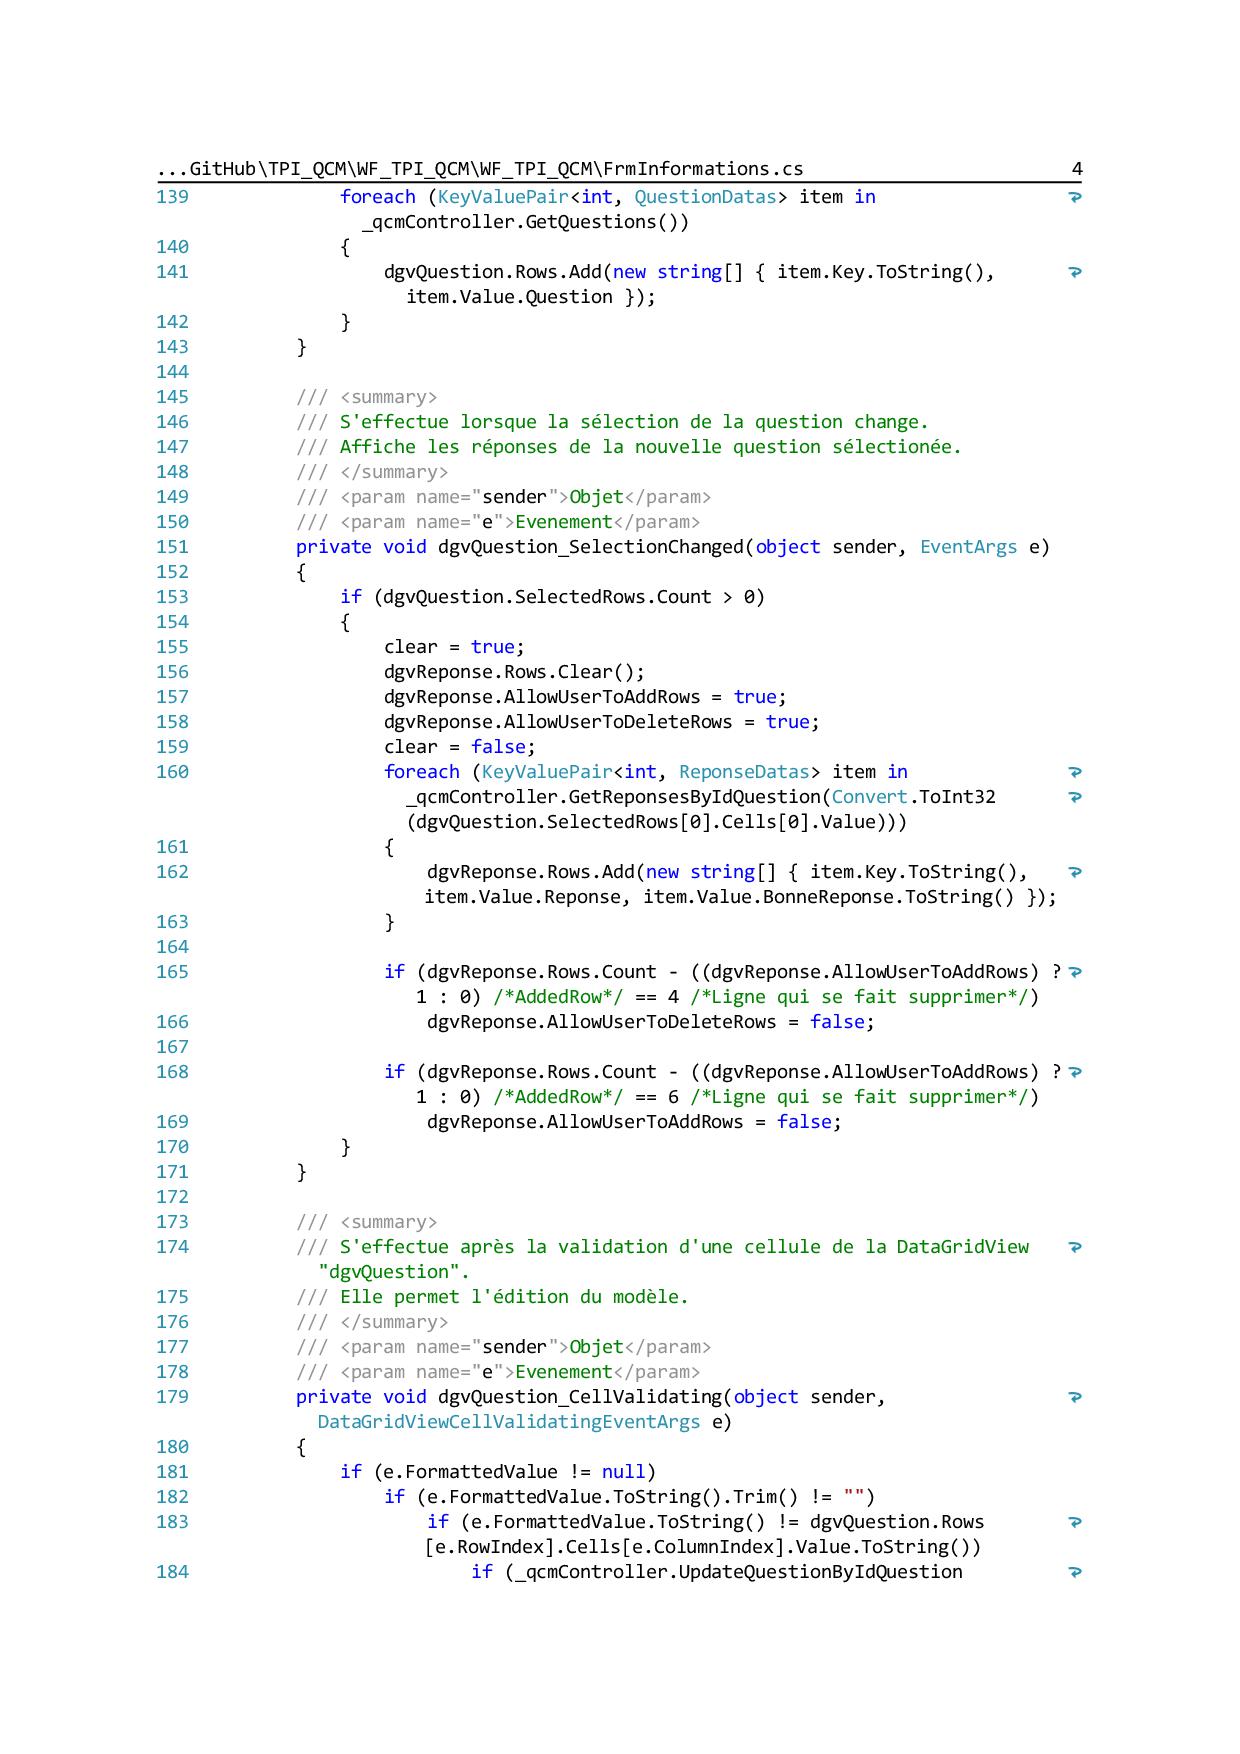 ...GitHub\TPI_QCM\WF_TPI_QCM\WF_TPI_QCM\FrmInformations.cs 4
139 foreach (KeyValuePair<int, QuestionDatas> item in
_qcmController.GetQuestions())
140 {
141 dgvQuestion.Rows.Add(new string[] { item.Key.ToString(),
item.Value.Question });
142 }
143 }
144
145 /// <summary>
146 /// S'effectue lorsque la sélection de la question change.
147 /// Affiche les réponses de la nouvelle question sélectionée.
148 /// </summary>
149 /// <param name="sender">Objet</param>
150 /// <param name="e">Evenement</param>
151 private void dgvQuestion_SelectionChanged(object sender, EventArgs e)
152 {
153 if (dgvQuestion.SelectedRows.Count > 0)
154 {
155 clear = true;
156 dgvReponse.Rows.Clear();
157 dgvReponse.AllowUserToAddRows = true;
158 dgvReponse.AllowUserToDeleteRows = true;
159 clear = false;
160 foreach (KeyValuePair<int, ReponseDatas> item in
_qcmController.GetReponsesByIdQuestion(Convert.ToInt32
(dgvQuestion.SelectedRows[0].Cells[0].Value)))
161 {
162 dgvReponse.Rows.Add(new string[] { item.Key.ToString(),
item.Value.Reponse, item.Value.BonneReponse.ToString() });
163 }
164
165 if (dgvReponse.Rows.Count - ((dgvReponse.AllowUserToAddRows) ?
1 : 0) /*AddedRow*/ == 4 /*Ligne qui se fait supprimer*/)
166 dgvReponse.AllowUserToDeleteRows = false;
167
168 if (dgvReponse.Rows.Count - ((dgvReponse.AllowUserToAddRows) ?
1 : 0) /*AddedRow*/ == 6 /*Ligne qui se fait supprimer*/)
169 dgvReponse.AllowUserToAddRows = false;
170 }
171 }
172
173 /// <summary>
174 /// S'effectue après la validation d'une cellule de la DataGridView
"dgvQuestion".
175 /// Elle permet l'édition du modèle.
176 /// </summary>
177 /// <param name="sender">Objet</param>
178 /// <param name="e">Evenement</param>
179 private void dgvQuestion_CellValidating(object sender,
DataGridViewCellValidatingEventArgs e)
180 {
181 if (e.FormattedValue != null)
182 if (e.FormattedValue.ToString().Trim() != "")
183 if (e.FormattedValue.ToString() != dgvQuestion.Rows
[e.RowIndex].Cells[e.ColumnIndex].Value.ToString())
184 if (_qcmController.UpdateQuestionByIdQuestion